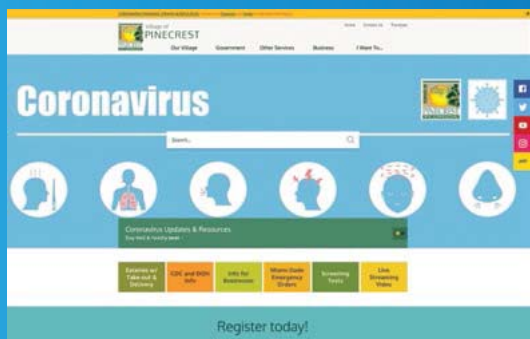 Home Contact Us Translate
Village of
PINECREST
Our Village Government Other Services Business I Want To...
Coronavirus
Search...
Coronavirus Updates & Resources
Eateries w/ Take out & Delivery
CDC and DOH Info
Info for Businesses
Miami-Dade Emergency Orders
Screening Tests
Live Streaming Video
Register today!